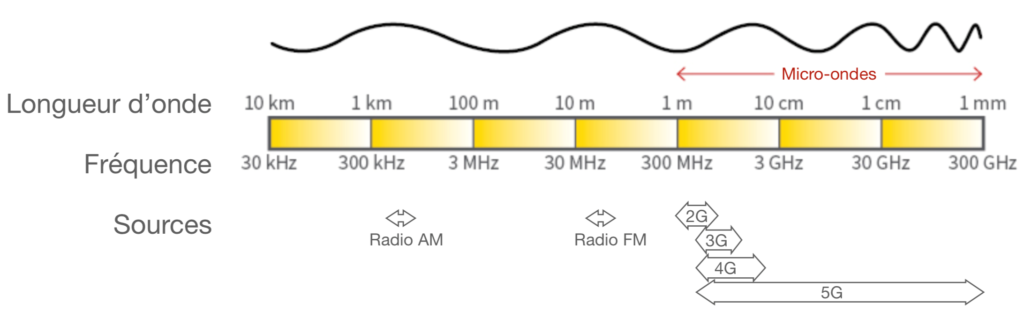 Micro-ondes
Longueur d’onde 10 km 1 km 100 m 10 m 1 m 10 cm 1 cm 1 mm
Fréquence 30 kHz 300 kHz 3 MHz 30 MHz 300 MHz 3 GHz 30 GHz 300 GHz
Sources 2G
Radio AM Radio FM 3G
4G
5G